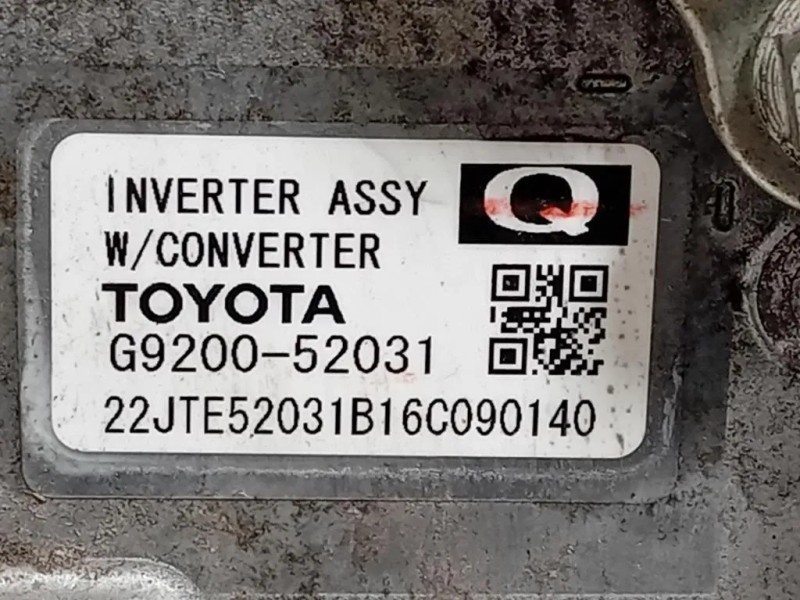 INVERTER ASSY
Q
W/CONVERTER
TOYOTA
G9200-52031
22JTE52031B16C090140